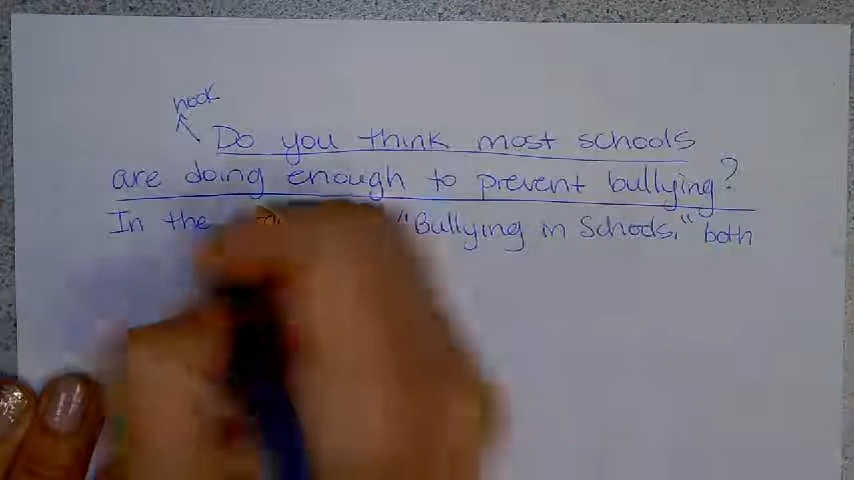 hook
Do you think most schools
are doing enough to prevent bullying?
In the "Bullying in Schools," both